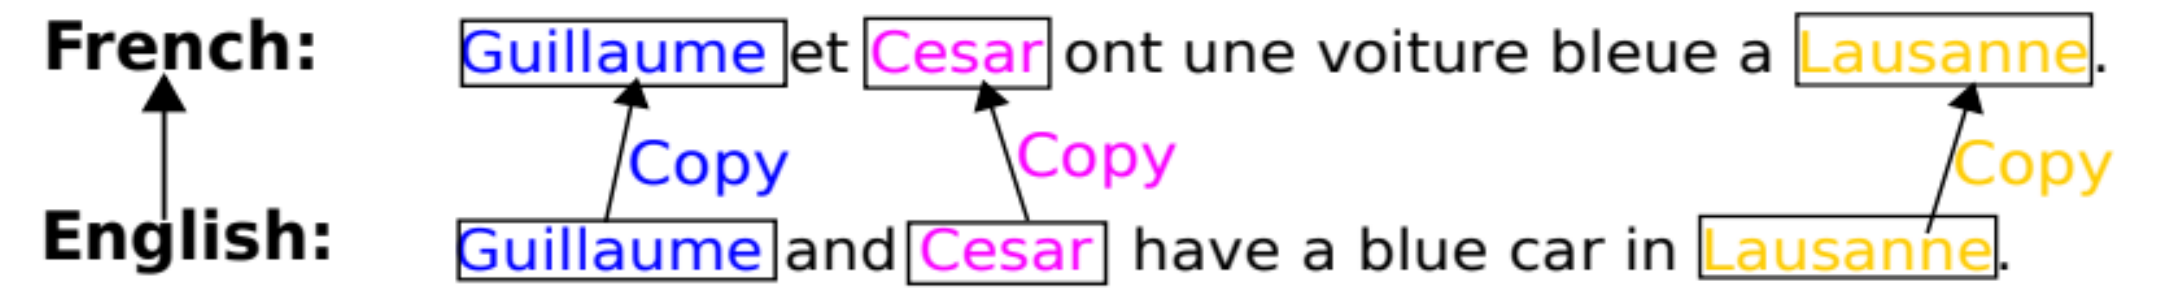 French: Guillaume et Cesar ont une voiture bleue a Lausanne.
Copy Copy Copy
English: Guillaume and Cesar have a blue car in Lausanne.